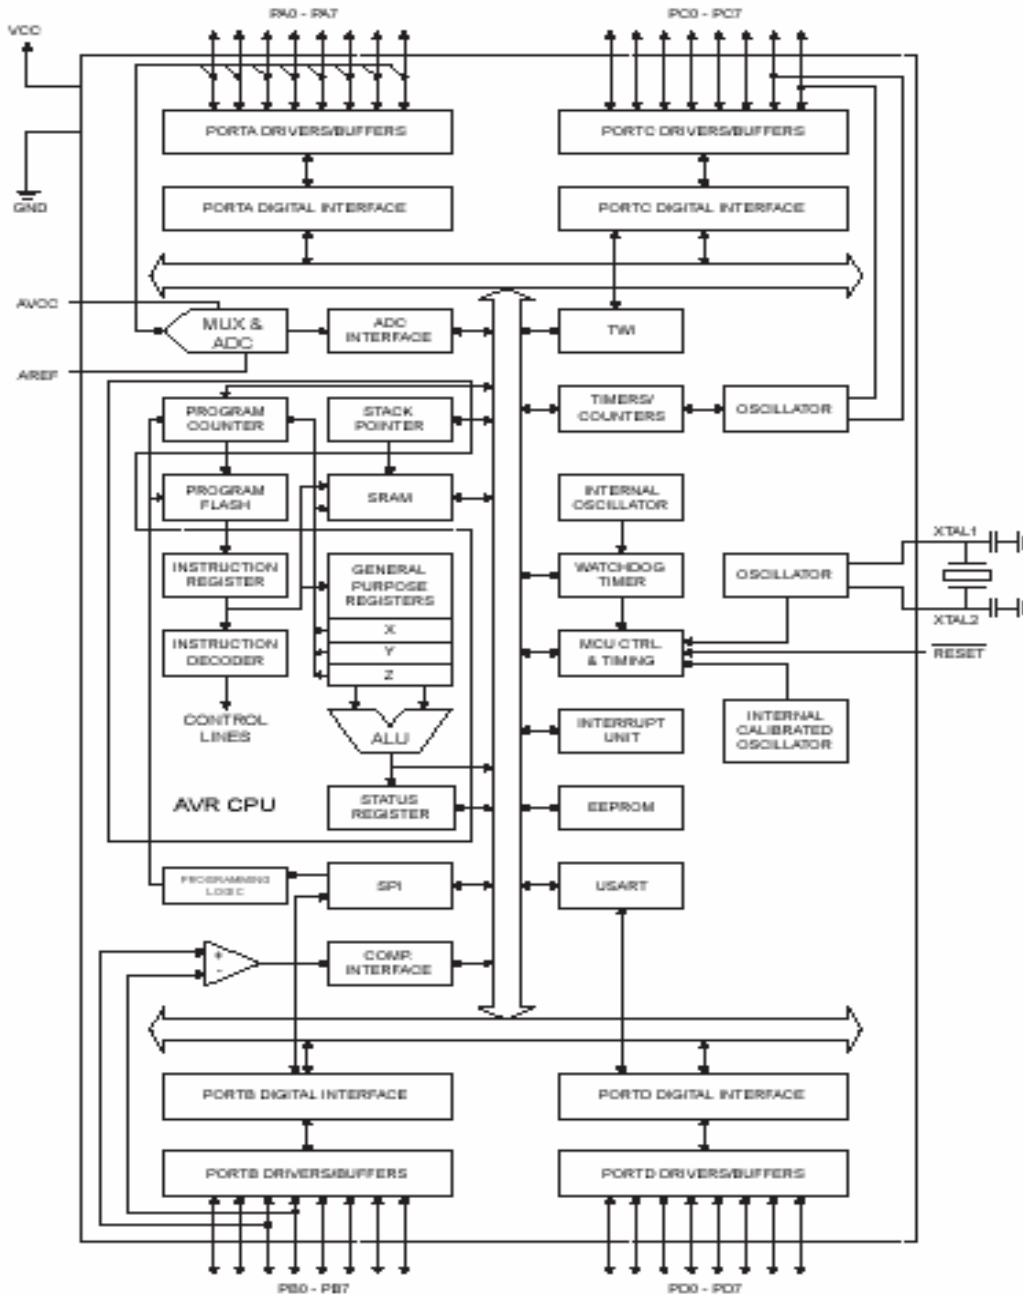 PA0 - PA7
PC0 - PC7
VCC
PORTA DRIVERS/BUFFERS
PORTC DRIVERS/BUFFERS
GND
PORTA DIGITAL INTERFACE
PORTC DIGITAL INTERFACE
AVCC
MUX &
ADC
ADC
INTERFACE
TWI
AREF
PROGRAM
COUNTER
STACK
POINTER
TIMERS/
COUNTERS
OSCILLATOR
PROGRAM
FLASH
SRAM
INTERNAL
OSCILLATOR
XTAL1
INSTRUCTION
REGISTER
GENERAL
PURPOSE
REGISTERS
WATCHDOG
TIMER
OSCILLATOR
X
XTAL2
INSTRUCTION
DECODER
Y
Z
MCU CTRL.
& TIMING
RESET
CONTROL
LINES
ALU
INTERRUPT
UNIT
INTERNAL
CALIBRATED
OSCILLATOR
AVR CPU
STATUS
REGISTER
EEPROM
PROGRAMMING
LOGIC
SPI
USART
+
-
COMP.
INTERFACE
PORTB DIGITAL INTERFACE
PORTD DIGITAL INTERFACE
PORTB DRIVERS/BUFFERS
PORTD DRIVERS/BUFFERS
PB0 - PB7
PD0 - PD7